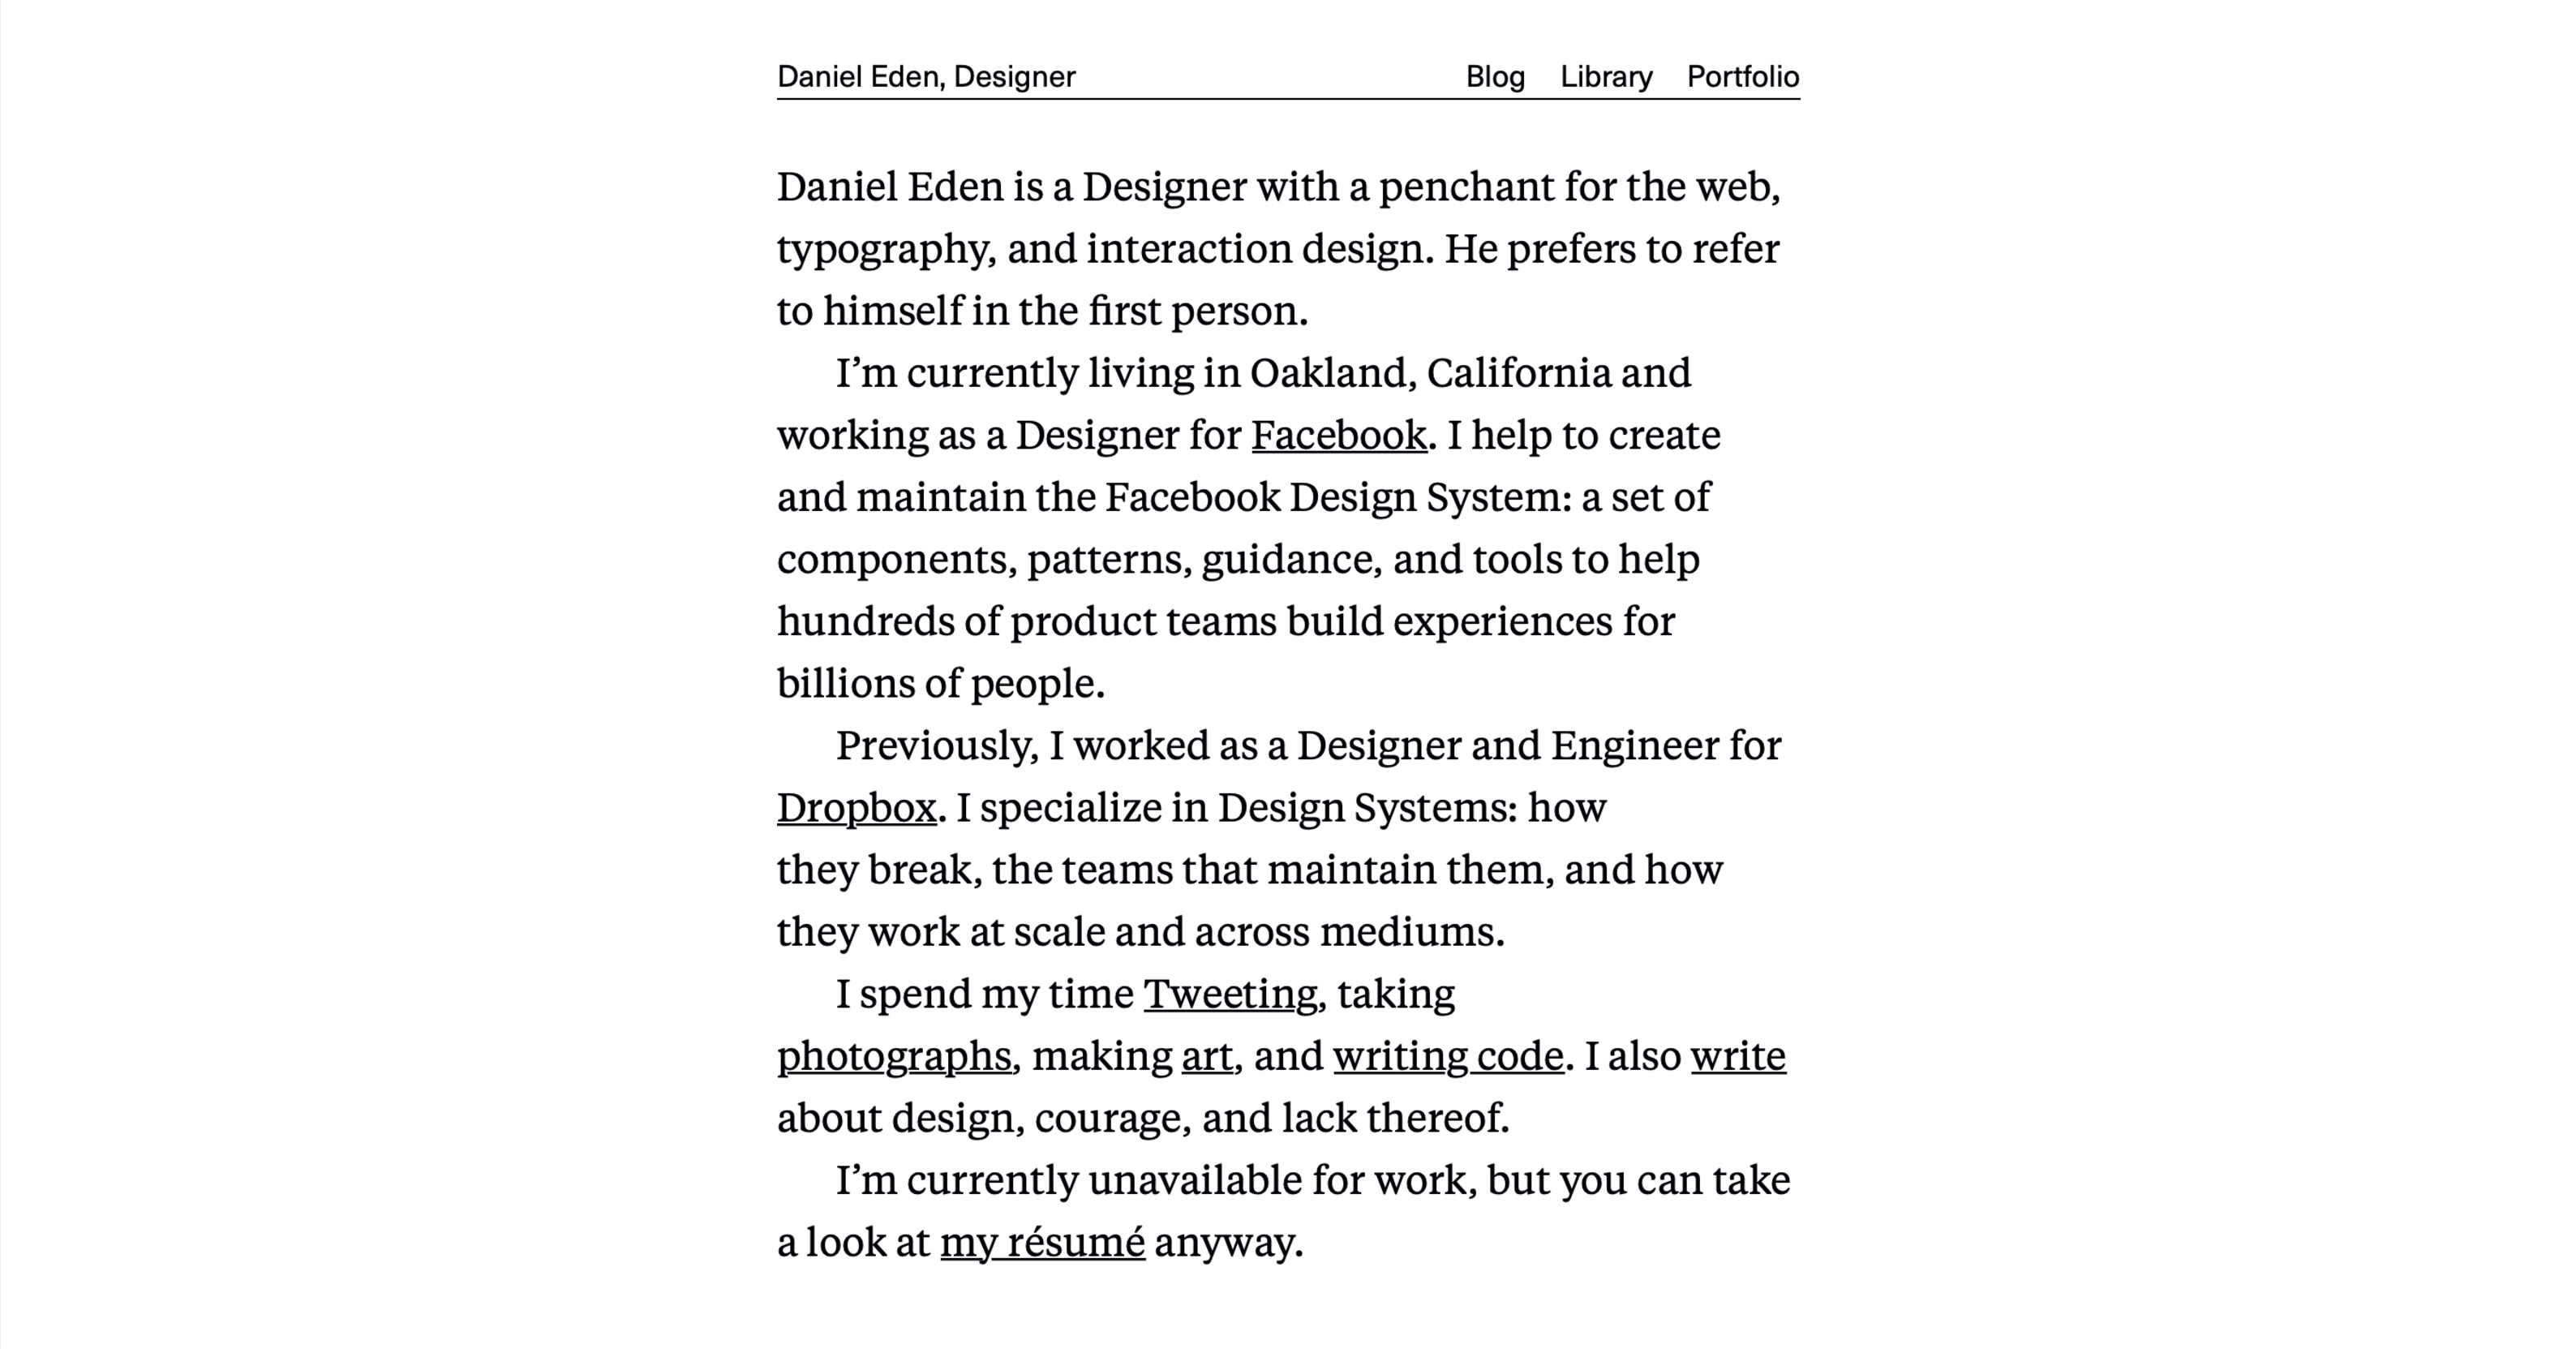 Daniel Eden, Designer Blog Library Portfolio
Daniel Eden is a Designer with a penchant for the web,
typography, and interaction design. He prefers to refer
to himself in the first person.
I’m currently living in Oakland, California and
working as a Designer for Facebook. I help to create
and maintain the Facebook Design System: a set of
components, patterns, guidance, and tools to help
hundreds of product teams build experiences for
billions of people.
Previously, I worked as a Designer and Engineer for
Dropbox. I specialize in Design Systems: how
they break, the teams that maintain them, and how
they work at scale and across mediums.
I spend my time Tweeting, taking
photographs, making art, and writing code. I also write
about design, courage, and lack thereof.
I’m currently unavailable for work, but you can take
a look at my résumé anyway.